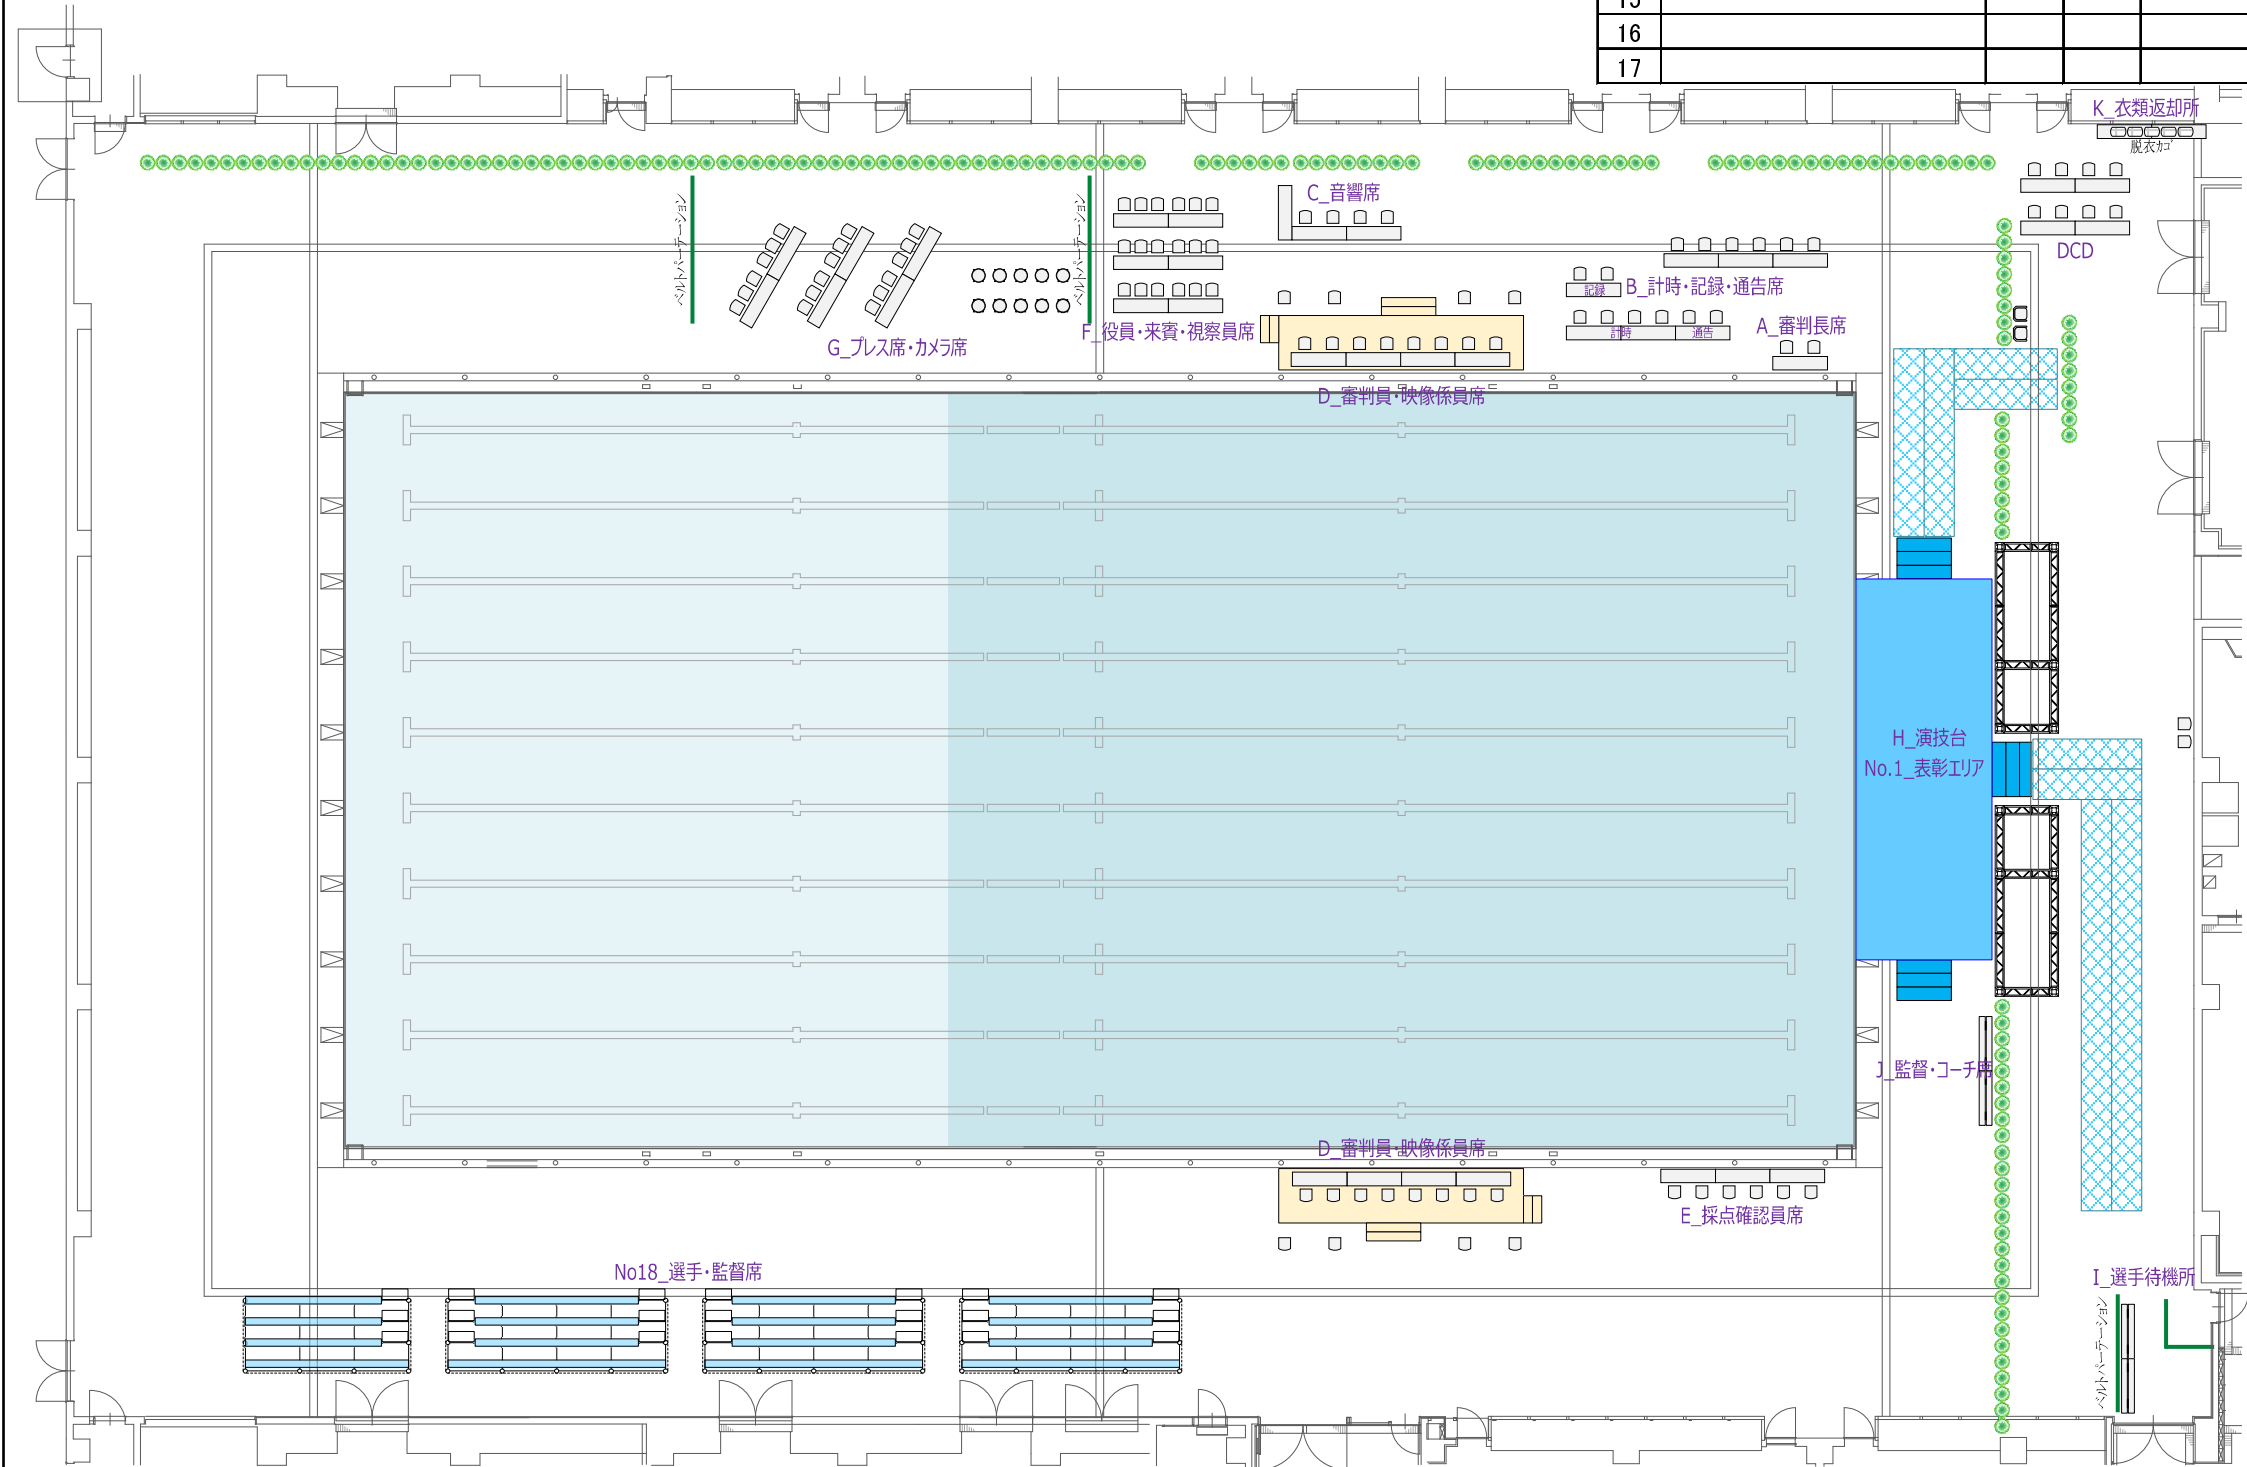 16
17
K_衣類返却所
脱衣カゴ
C_音響席
DCD
ベルトパーテーション
ベルトパーテーション
記録
B_計時・記録・通告席
計時
通告
A_審判長席
F_役員・来賓・視察員席
G_プレス席・カメラ席
D_審判員・映像係員席
H_演技台
No.1_表彰エリア
J_監督・コーチ席
D_審判員・映像係員席
E_採点確認員席
No18_選手・監督席
I_選手待機所
ベルトパーテーション